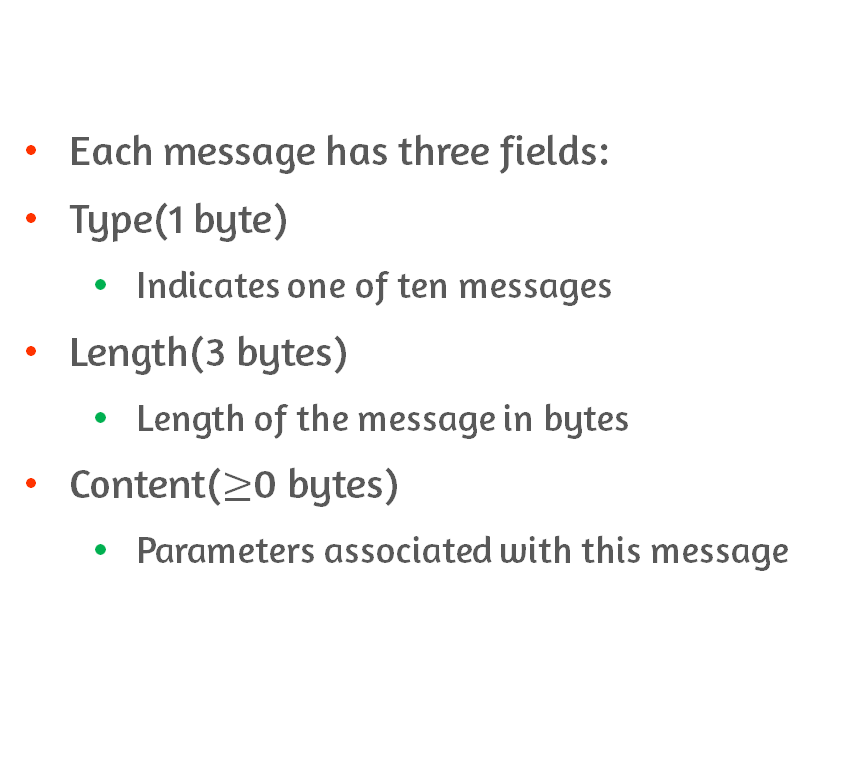 • Each message has three fields:
• Type(1 byte)
• Indicates one of ten messages
• Length(3 bytes)
• Length of the message in bytes
• Content(≥0 bytes)
• Parameters associated with this message